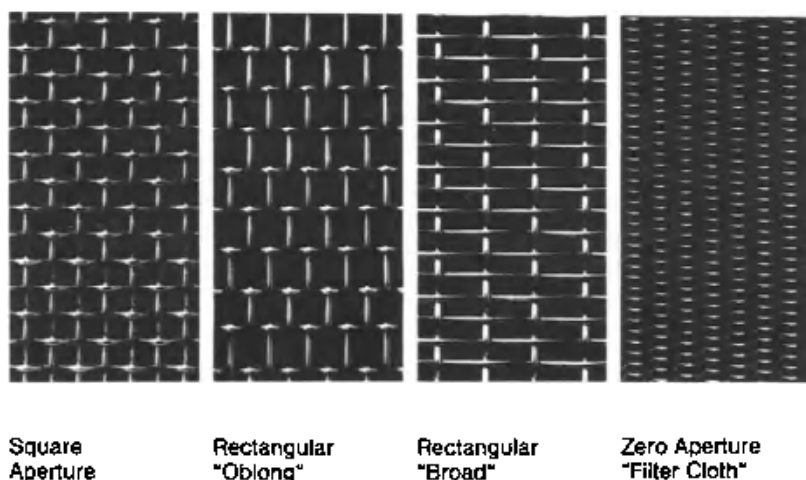 Square
Aperture
Rectangular
"Oblong"
Rectangular
"Broad"
Zero Aperture
"Filter Cloth"